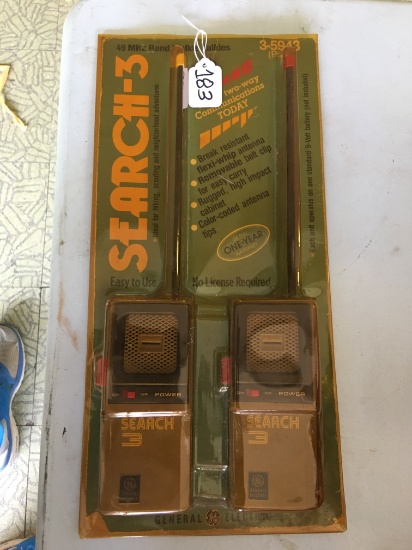 49 MHz Band
3-5943
183
SEARCH-3
two-way
Communications
TODAY
• Break resistant
flexi-whip antenna
• Removable belt clip
for easy carry
• Rugged, high impact
cabinet
• Color-coded antenna
tips
ONE-YEAR
Easy to Use
No License Required
POWER
POWER
SEARCH
3
SEARCH
3
GENERAL ELECTRIC